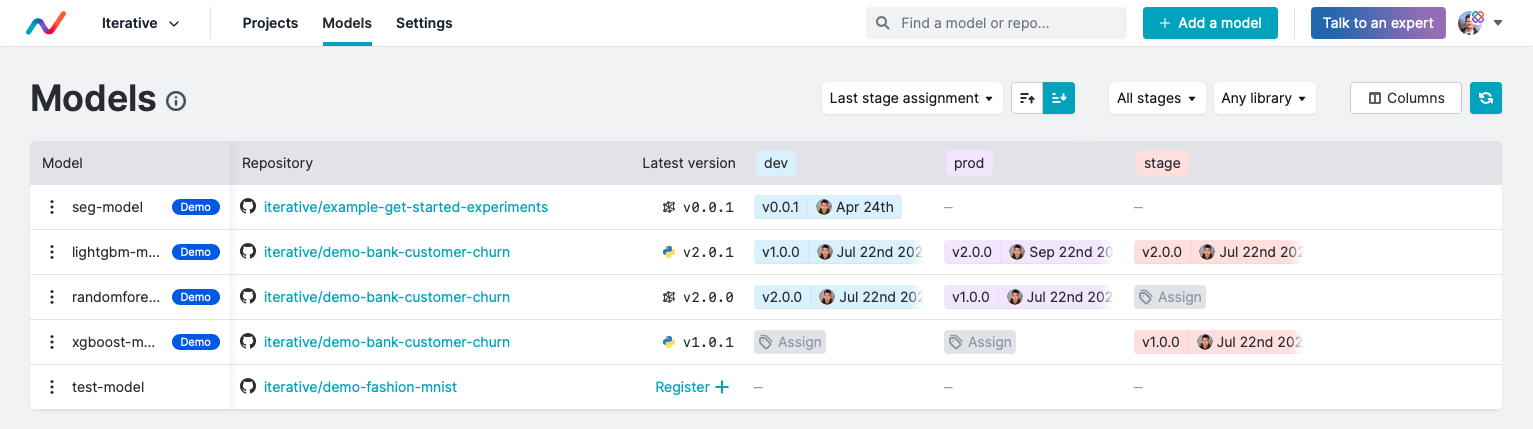 Iterative Projects Models Settings Find a model or repo... + Add a model Talk to an expert
Models Last stage assignment All stages Any library Columns
Model Repository Latest version dev prod stage
seg-model Demo iterative/example-get-started-experiments v0.0.1 v0.0.1 Apr 24th – –
lightgbm-m... Demo iterative/demo-bank-customer-churn v2.0.1 v1.0.0 Jul 22nd 202 v2.0.0 Sep 22nd 20 v2.0.0 Jul 22nd 202
randomfore... Demo iterative/demo-bank-customer-churn v2.0.0 v2.0.0 Jul 22nd 202 v1.0.0 Jul 22nd 202 Assign
xgboost-m... Demo iterative/demo-bank-customer-churn v1.0.1 Assign Assign v1.0.0 Jul 22nd 202
test-model iterative/demo-fashion-mnist Register + – – –